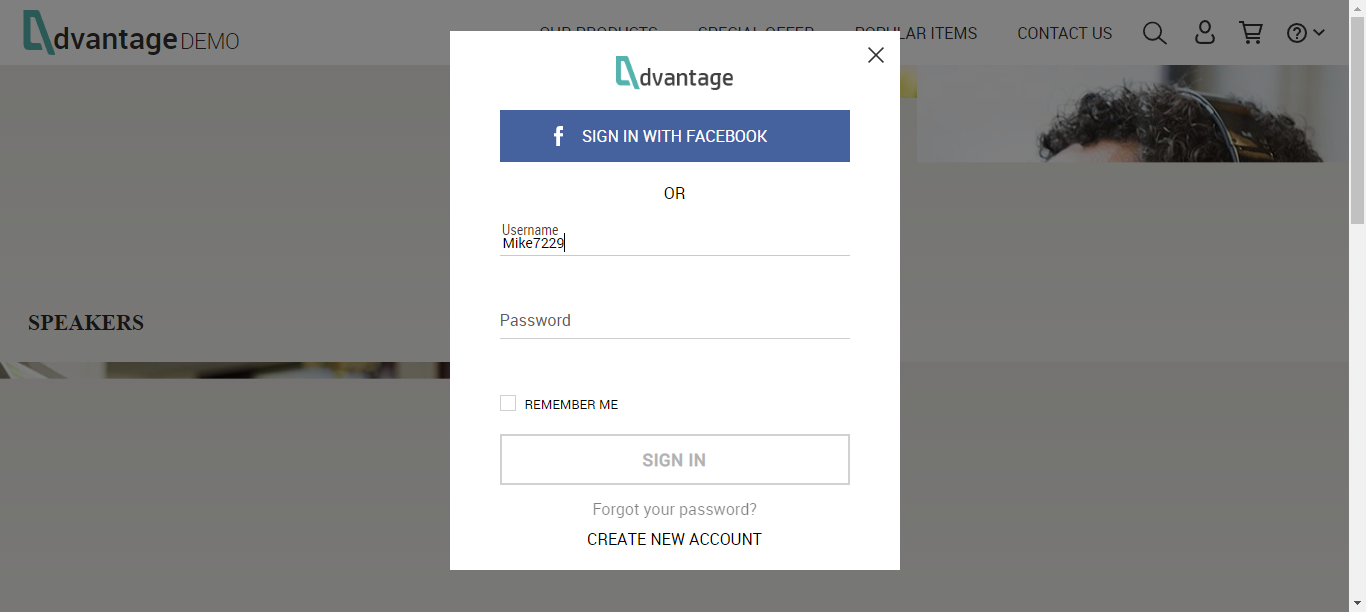 dvantage DEMO
OUR PRODUCTS SPECIAL OFFER POPULAR ITEMS CONTACT US
dvantage
f SIGN IN WITH FACEBOOK
OR
Username
Mike7229
Password
SPEAKERS
REMEMBER ME
SIGN IN
Forgot your password?
CREATE NEW ACCOUNT